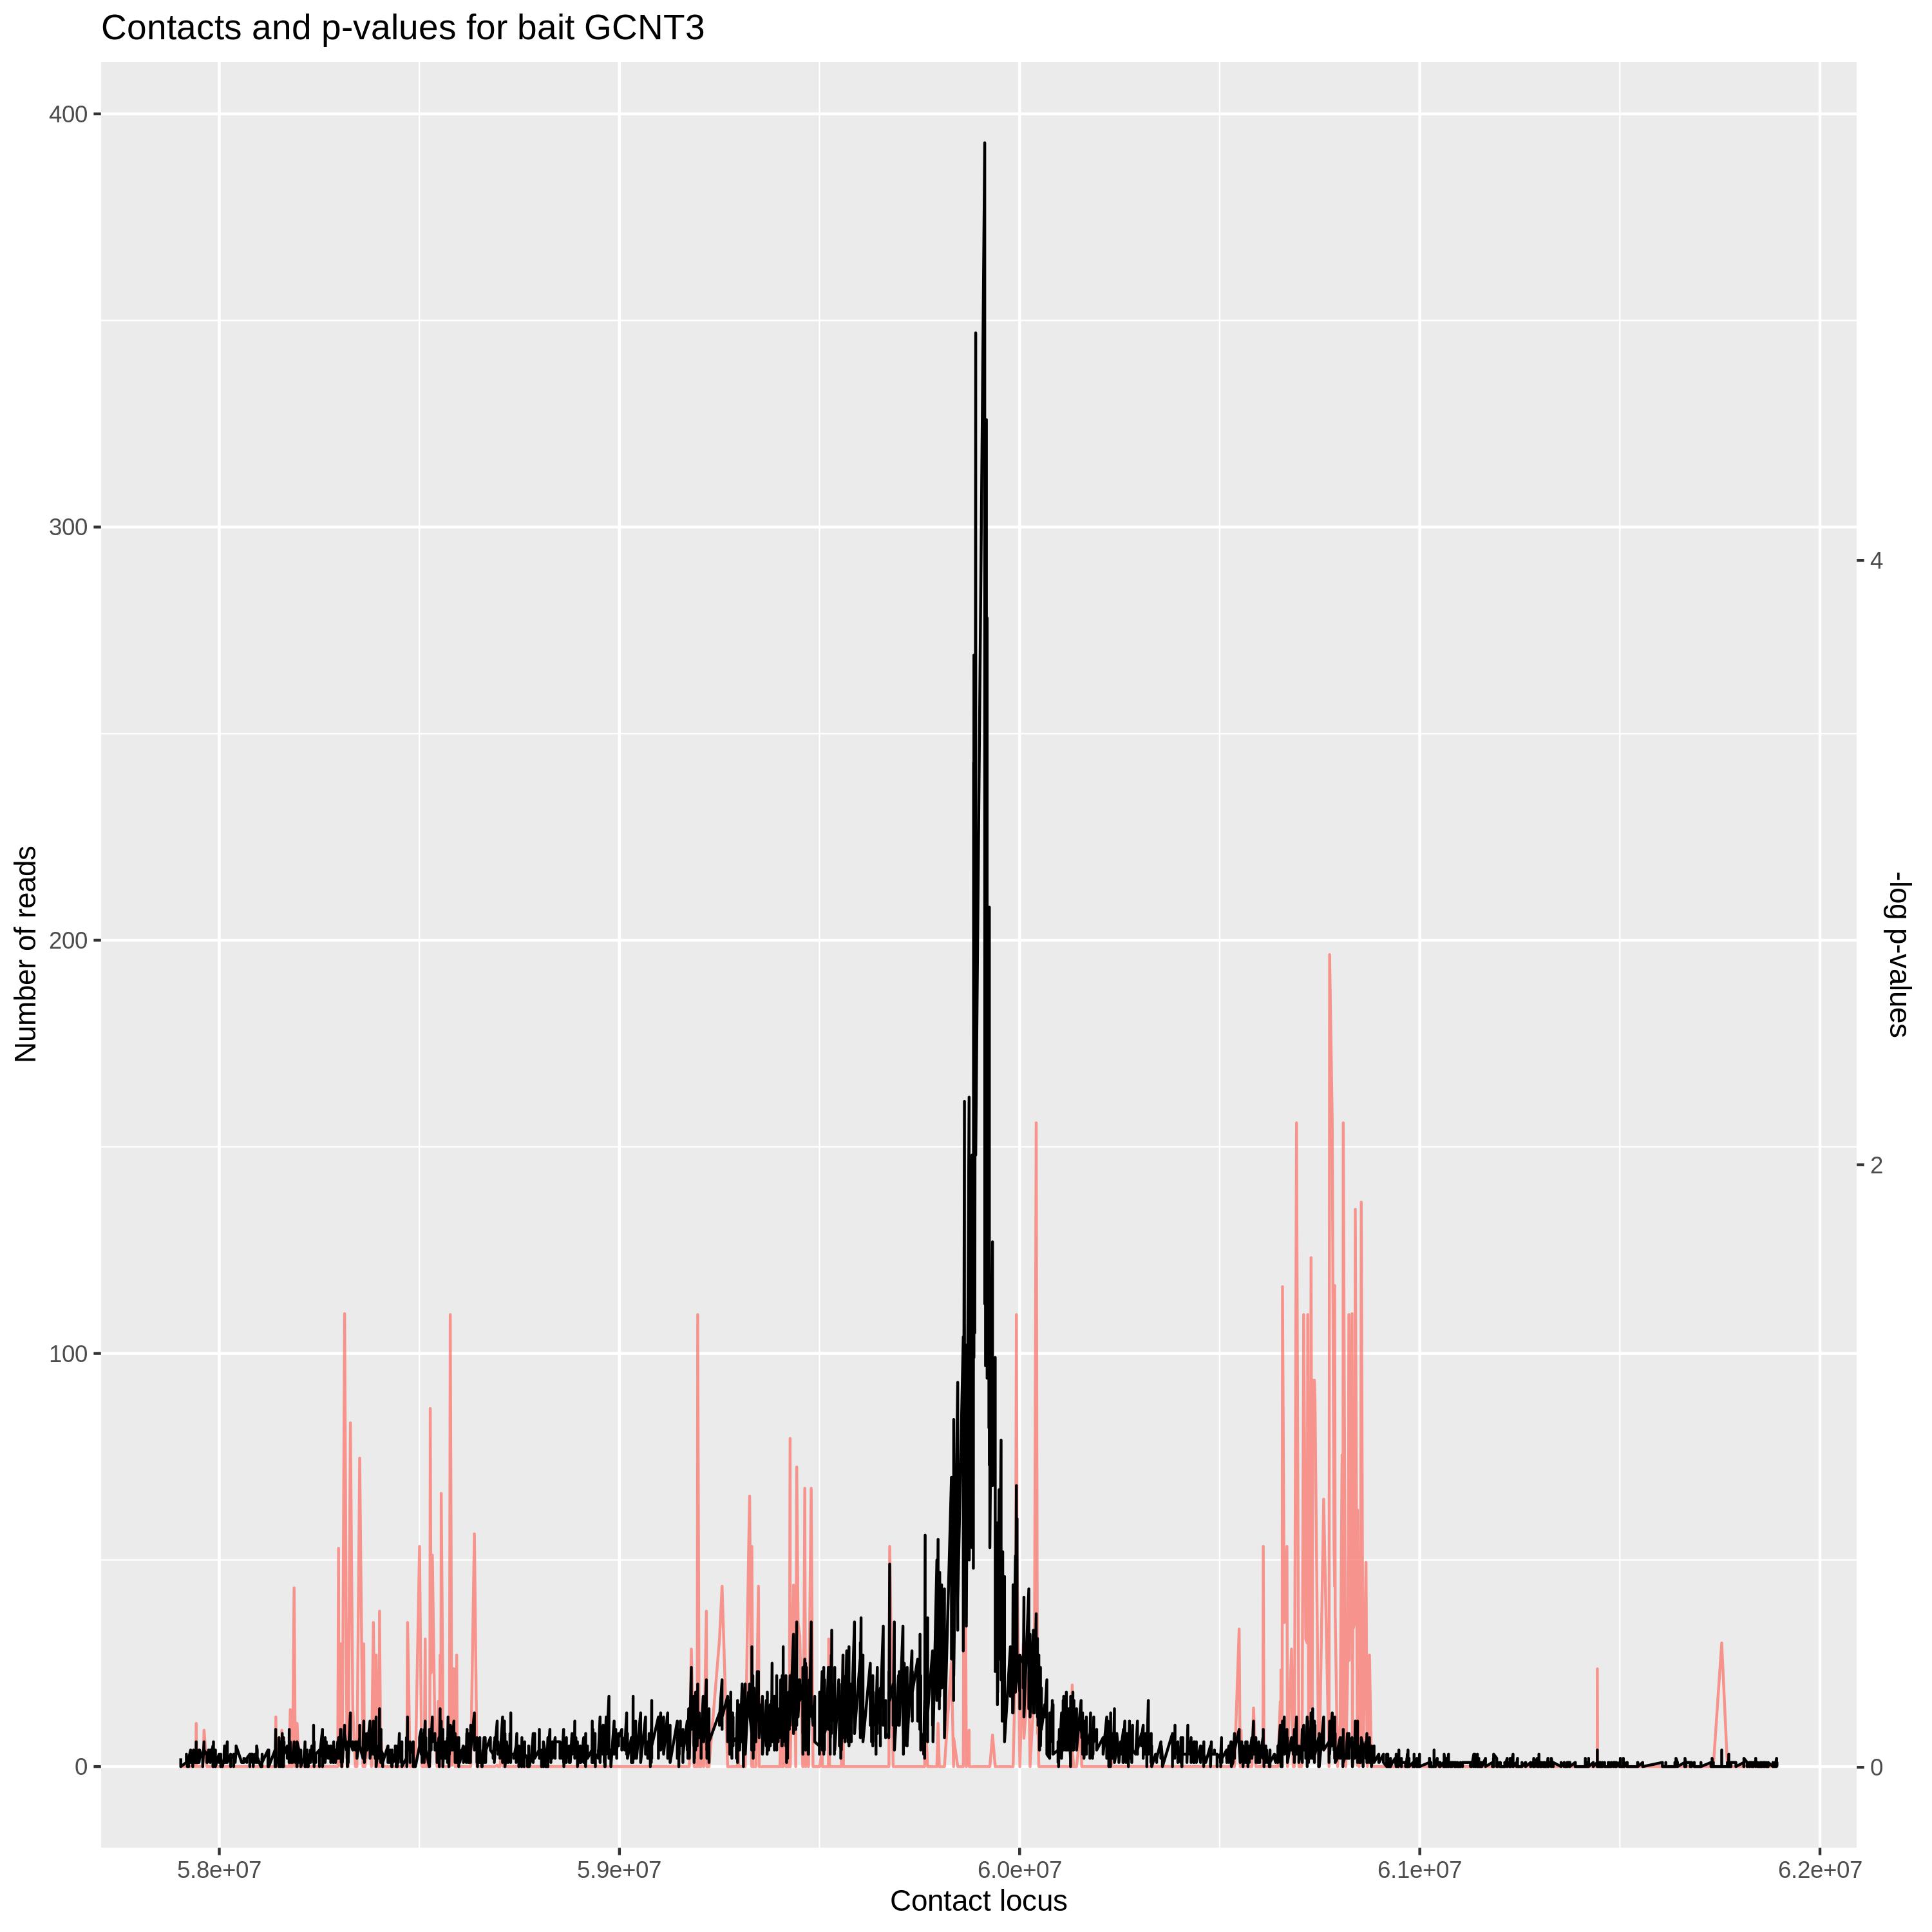 Contacts and p-values for bait GCNT3
400
300
200
100
0
Number of reads
4
2
0
-log p-values
5.8e+07
5.9e+07
6.0e+07
6.1e+07
6.2e+07
Contact locus